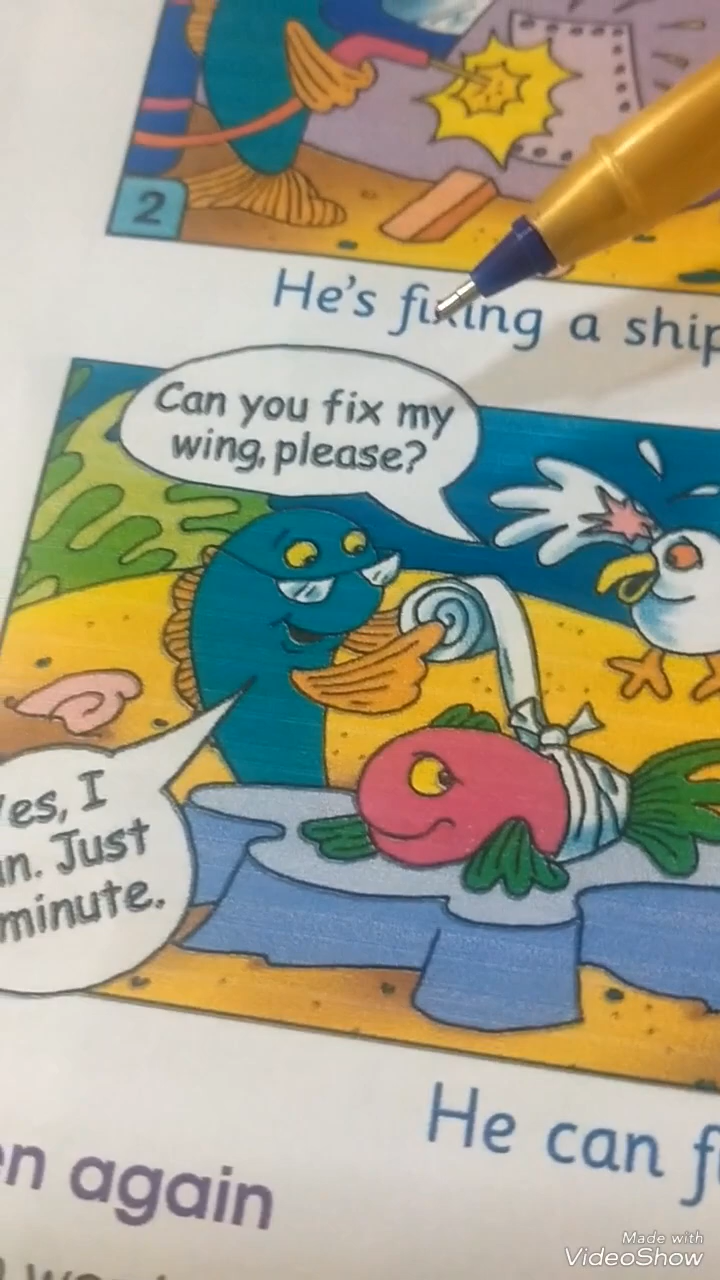 2
He's fixing a ship
Can you fix my
wing, please?
Yes, I
Just
minute.
He can
again
Made with
VideoShow